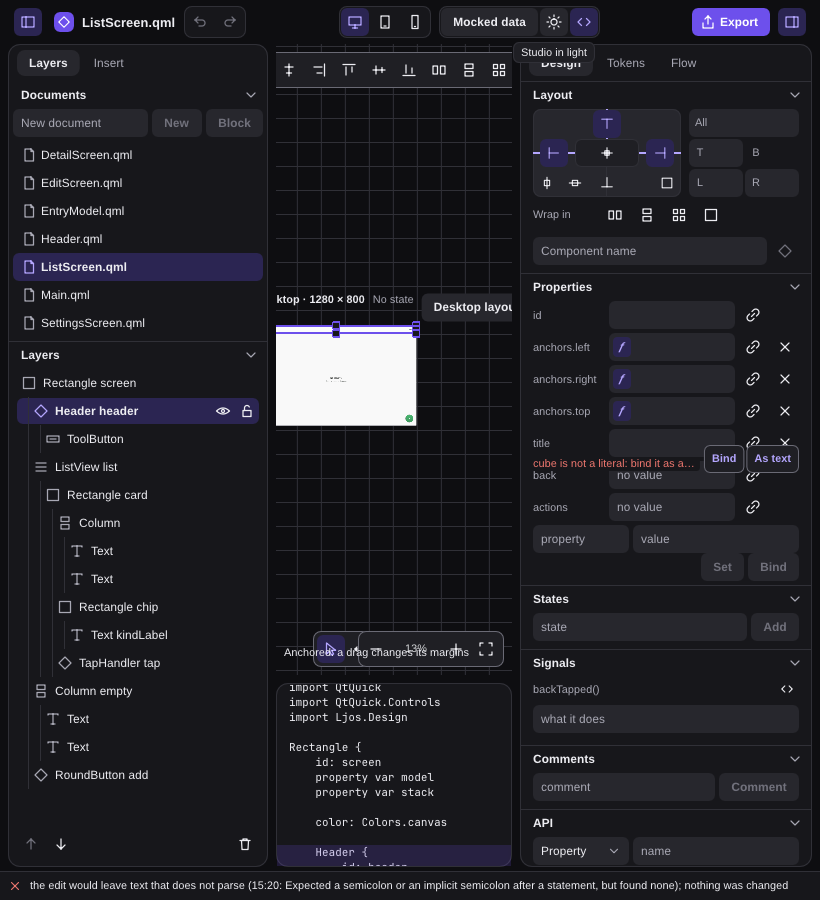 ListScreen.qml
Mocked data
Export
Studio in light
Layers
Insert
Design
Tokens
Flow
Documents
New document
New
Block
DetailScreen.qml
EditScreen.qml
EntryModel.qml
Header.qml
ListScreen.qml
Main.qml
SettingsScreen.qml
Layers
Rectangle screen
Header header
ToolButton
ListView list
Rectangle card
Column
Text
Text
Rectangle chip
Text kindLabel
TapHandler tap
Column empty
Text
Text
RoundButton add
ktop · 1280 × 800
No state
Desktop layou
13%
Anchored: a drag changes its margins
import QtQuick
import QtQuick.Controls
import Ljos.Design
Rectangle {
id: screen
property var model
property var stack
color: Colors.canvas
Header {
id: header
Layout
All
T
B
L
R
Wrap in
Component name
Properties
id
anchors.left
anchors.right
anchors.top
title
cube is not a literal: bind it as a…
Bind
As text
back
no value
actions
no value
property
value
Set
Bind
States
state
Add
Signals
backTapped()
what it does
Comments
comment
Comment
API
Property
name
the edit would leave text that does not parse (15:20: Expected a semicolon or an implicit semicolon after a statement, but found none); nothing was changed